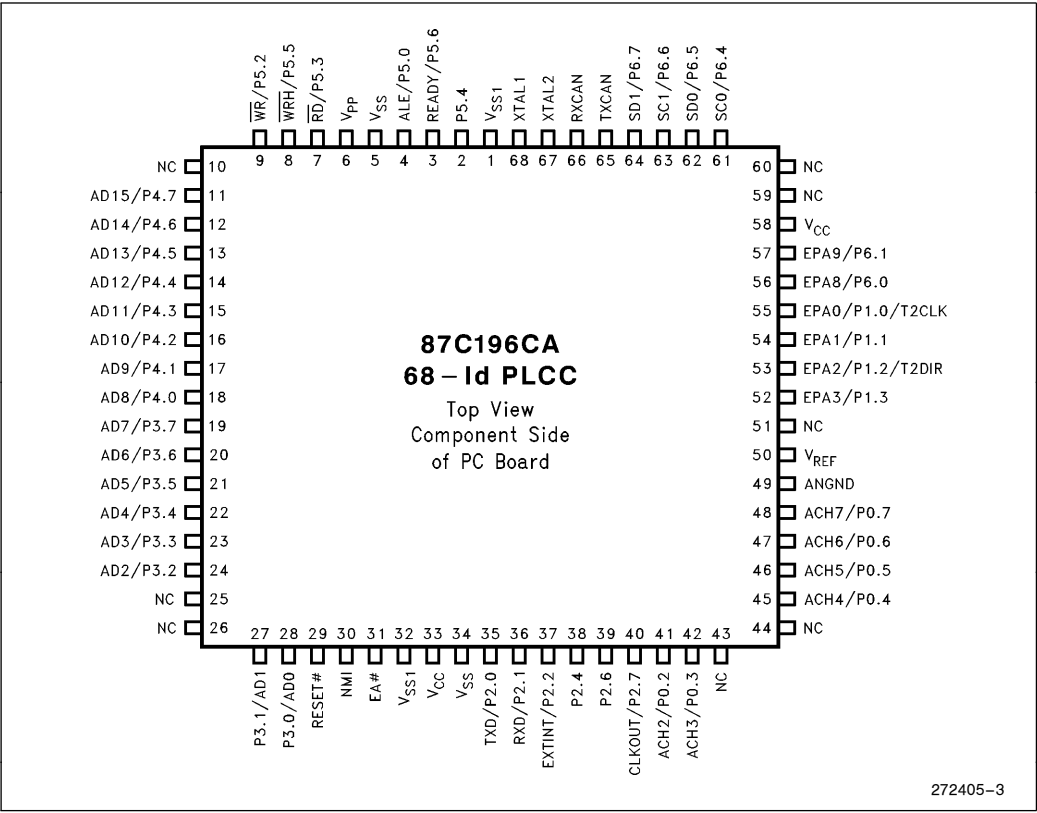 WR/P5.2
WRH/P5.5
RD/P5.3
VPP
VSS
ALE/P5.0
READY/P5.6
P5.4
VSS1
XTAL1
XTAL2
RXCAN
TXCAN
SD1/P6.7
SC1/P6.6
SD0/P6.5
SC0/P6.4
9 8 7 6 5 4 3 2 1 68 67 66 65 64 63 62 61
NC 10
AD15/P4.7 11
AD14/P4.6 12
AD13/P4.5 13
AD12/P4.4 14
AD11/P4.3 15
AD10/P4.2 16
AD9/P4.1 17
AD8/P4.0 18
AD7/P3.7 19
AD6/P3.6 20
AD5/P3.5 21
AD4/P3.4 22
AD3/P3.3 23
AD2/P3.2 24
NC 25
NC 26
87C196CA
68–ld PLCC
Top View
Component Side
of PC Board
60 NC
59 NC
58 VCC
57 EPA9/P6.1
56 EPA8/P6.0
55 EPA0/P1.0/T2CLK
54 EPA1/P1.1
53 EPA2/P1.2/T2DIR
52 EPA3/P1.3
51 NC
50 VREF
49 ANGND
48 ACH7/P0.7
47 ACH6/P0.6
46 ACH5/P0.5
45 ACH4/P0.4
44 NC
27 28 29 30 31 32 33 34 35 36 37 38 39 40 41 42 43
P3.1/AD1
P3.0/AD0
RESET#
NMI
EA#
VSS1
VCC
VSS
TXD/P2.0
RXD/P2.1
EXTINT/P2.2
P2.4
P2.6
CLKOUT/P2.7
ACH2/P0.2
ACH3/P0.3
NC
272405–3